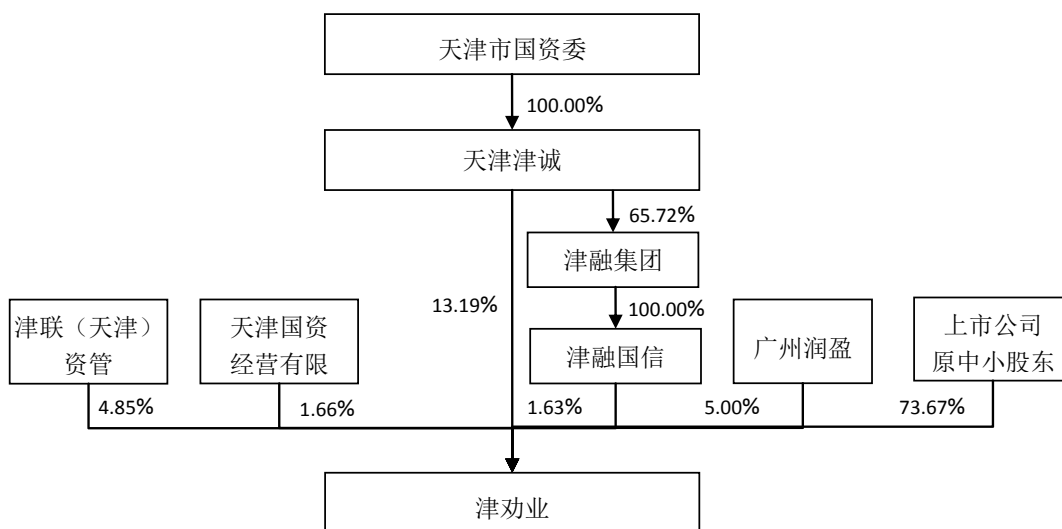 天津市国资委
100.00%
天津津诚
65.72%
津融集团
13.19%
100.00%
津联（天津）
资管
天津国资
经营有限
津融国信
广州润盈
上市公司
原中小股东
4.85%
1.66%
1.63%
5.00%
73.67%
津劝业